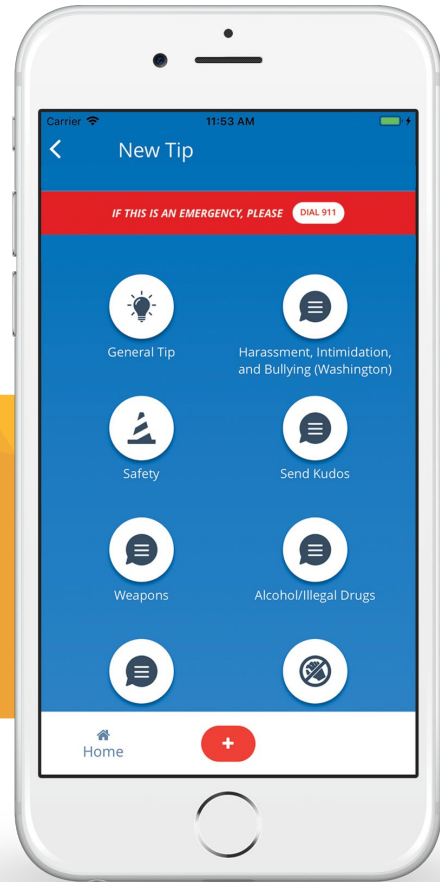 Carrier 11:53 AM
New Tip
IF THIS IS AN EMERGENCY, PLEASE DIAL 911
General Tip
Harassment, Intimidation,
and Bullying (Washington)
Safety
Send Kudos
Weapons
Alcohol/Illegal Drugs
+
Home